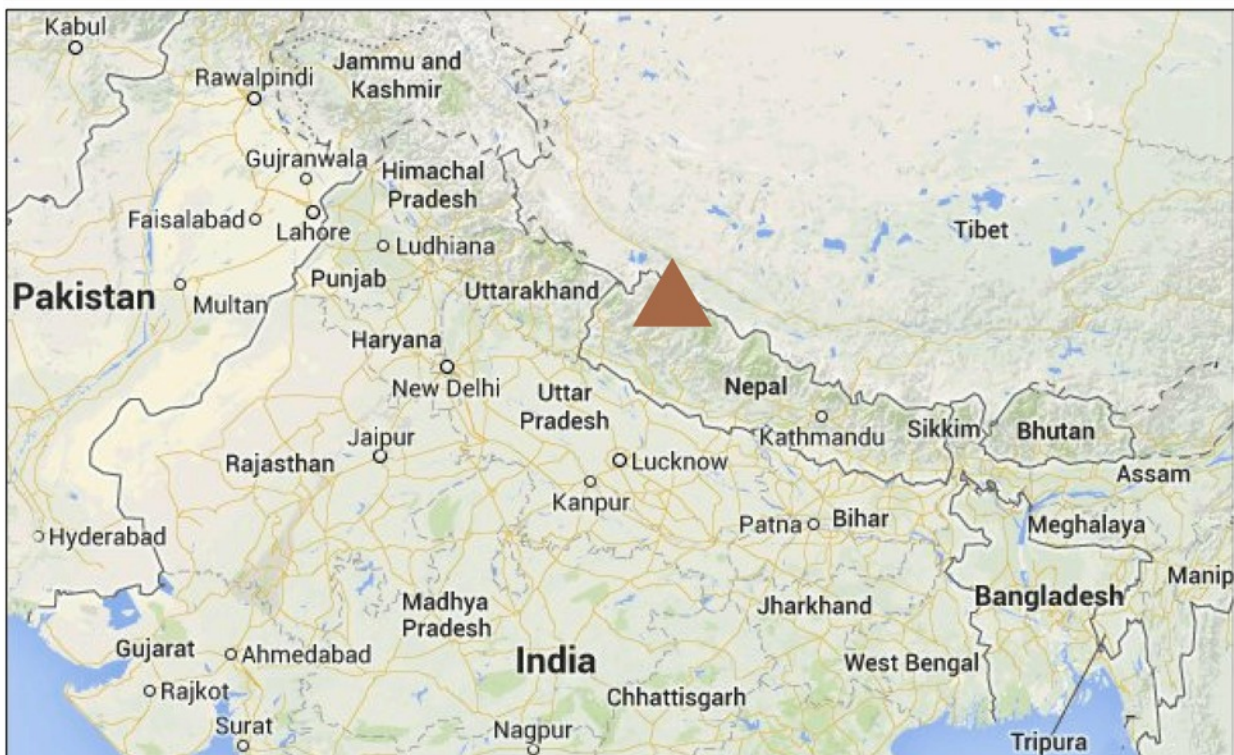 Kabul
Jammu and
Kashmir
Rawalpindi
Gujranwala
Himachal
Pradesh
Faisalabad
Lahore
Ludhiana
Tibet
Punjab
Uttarakhand
Pakistan
Multan
Haryana
New Delhi
Uttar
Pradesh
Nepal
Jaipur
Kathmandu
Sikkim
Bhutan
Rajasthan
Lucknow
Assam
Kanpur
Patna
Bihar
Meghalaya
Hyderabad
Manip
Madhya
Pradesh
Jharkhand
Bangladesh
Gujarat
Ahmedabad
India
West Bengal
Rajkot
Chhattisgarh
Surat
Nagpur
Tripura